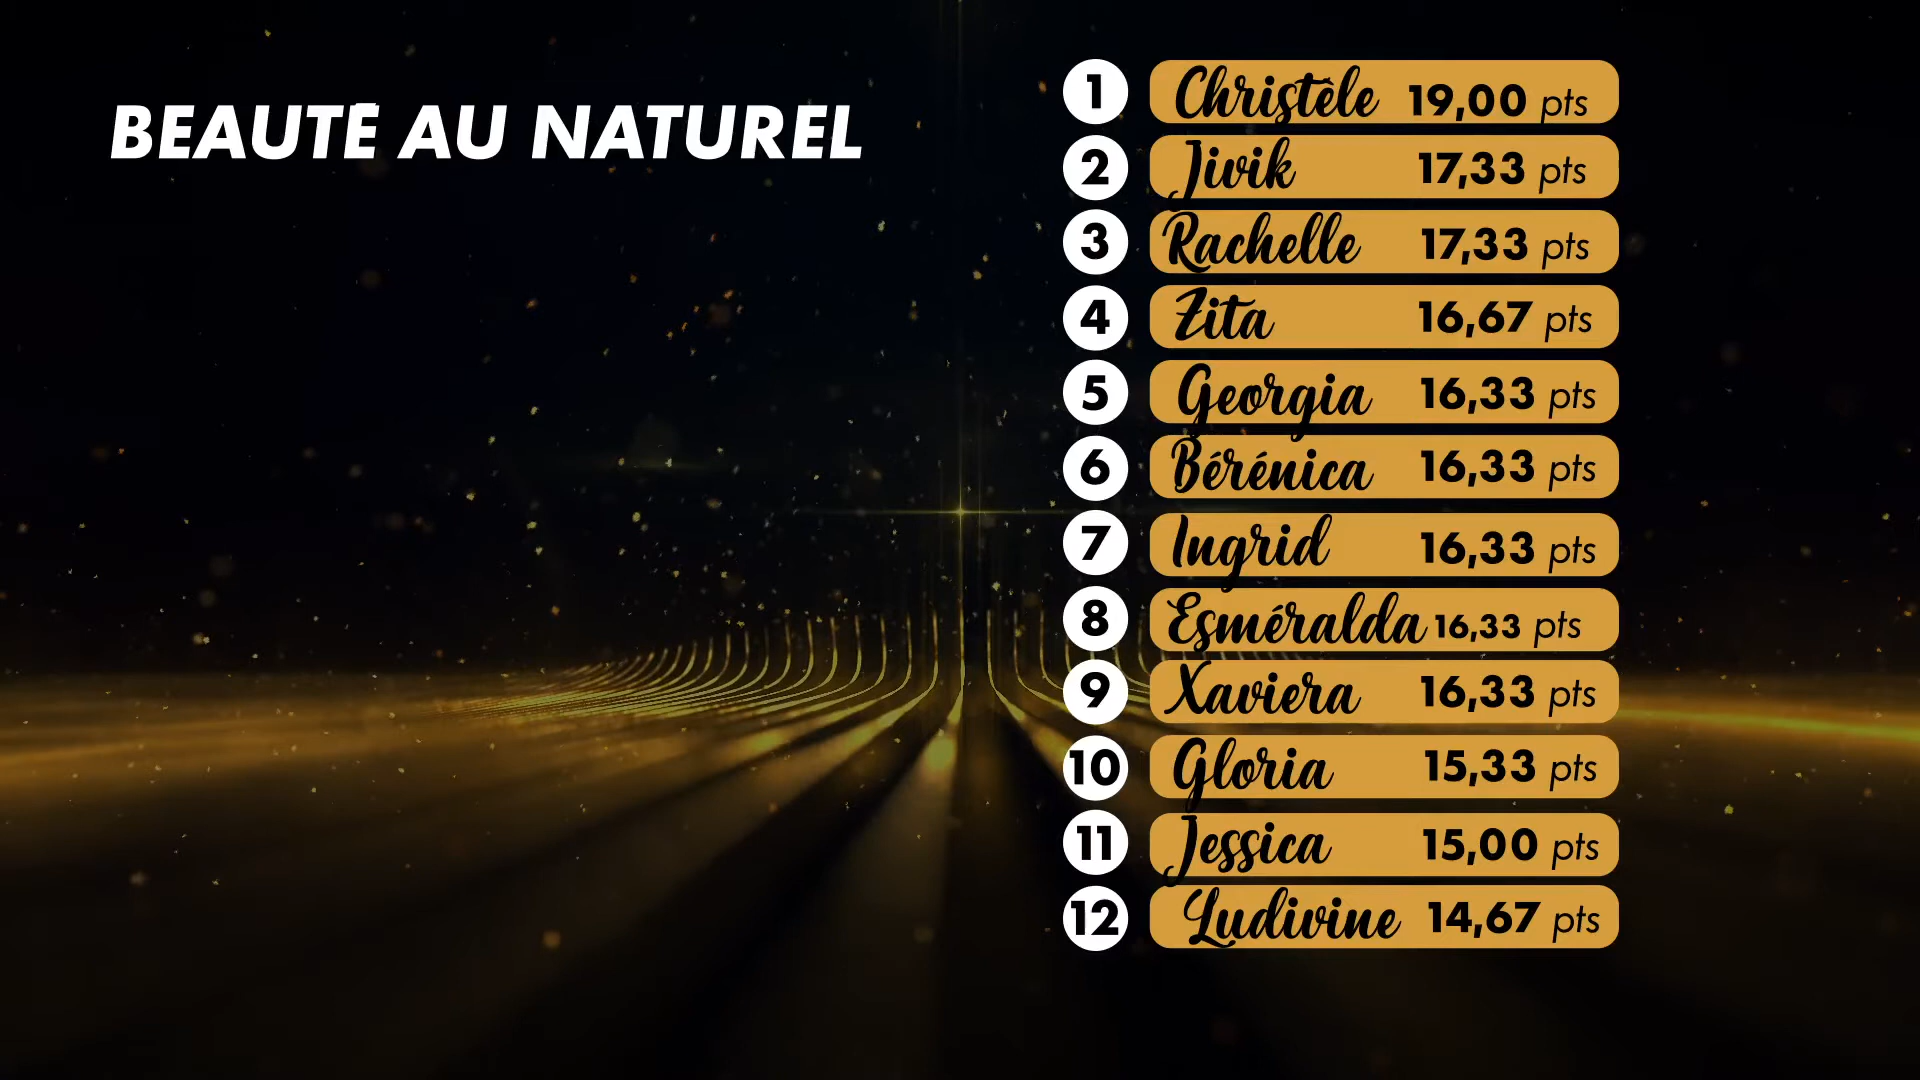 BEAUTÉ AU NATUREL
1 Christèle 19,00 pts
2 Jivik 17,33 pts
3 Rachelle 17,33 pts
4 Zita 16,67 pts
5 Georgia 16,33 pts
6 Bérénica 16,33 pts
7 Ingrid 16,33 pts
8 Esméralda 16,33 pts
9 Xaviera 16,33 pts
10 Gloria 15,33 pts
11 Jessica 15,00 pts
12 Ludivine 14,67 pts